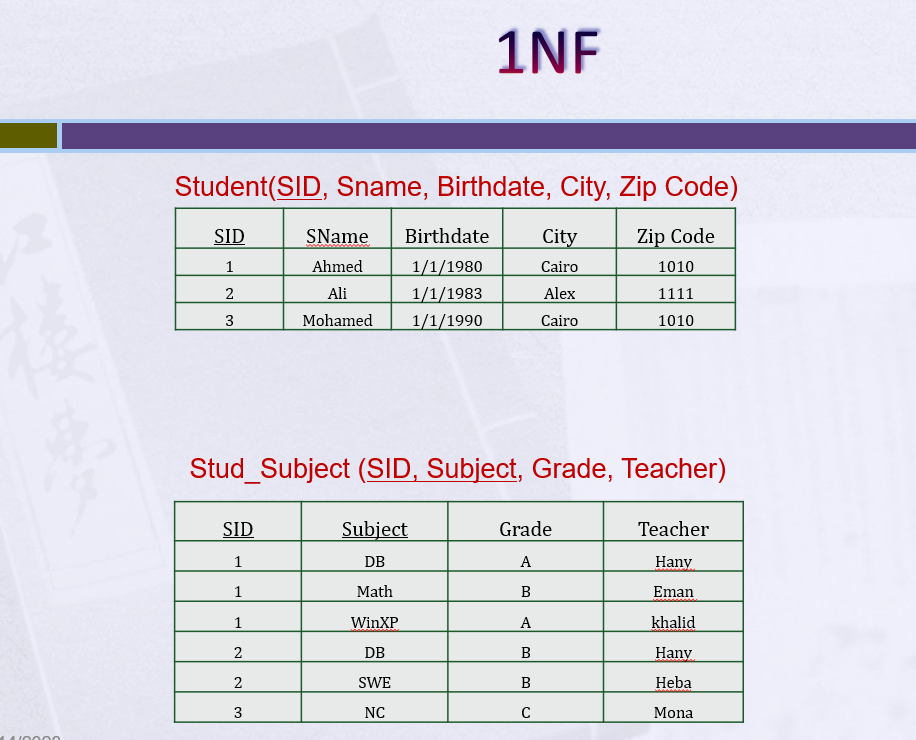 1NF
Student(SID, Sname, Birthdate, City, Zip Code)
SID SName Birthdate City Zip Code
1 Ahmed 1/1/1980 Cairo 1010
2 Ali 1/1/1983 Alex 1111
3 Mohamed 1/1/1990 Cairo 1010
Stud_Subject (SID, Subject, Grade, Teacher)
SID Subject Grade Teacher
1 DB A Hany
1 Math B Eman
1 WinXP A khalid
2 DB B Hany
2 SWE B Heba
3 NC C Mona